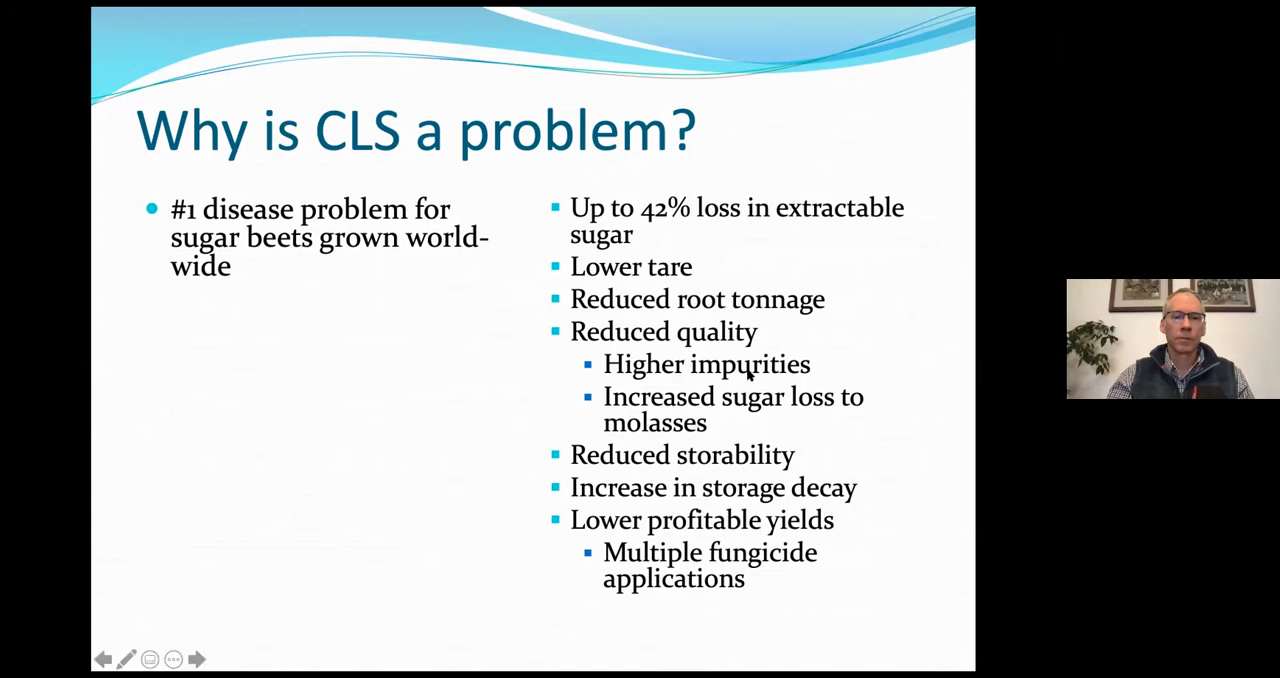 Why is CLS a problem?
#1 disease problem for
sugar beets grown world-
wide
Up to 42% loss in extractable
sugar
Lower tare
Reduced root tonnage
Reduced quality
Higher impurities
Increased sugar loss to
molasses
Reduced storability
Increase in storage decay
Lower profitable yields
Multiple fungicide
applications